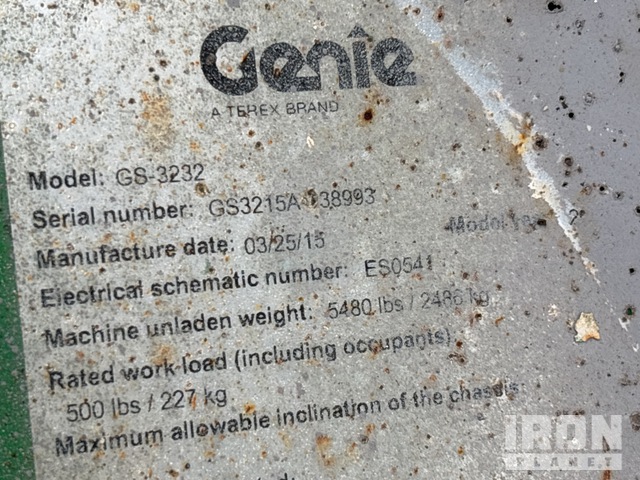 Genie
A TEREX BRAND
Model: GS-3232
Serial number: GS3215A-138993
Manufacture date: 03/25/15
Electrical schematic number: ES0541
Machine unladen weight: 5480 lbs / 2486 kg
Rated work-load (including occupants):
500 lbs / 227 kg
Maximum allowable inclination of the chassis:
IRON
PLANET